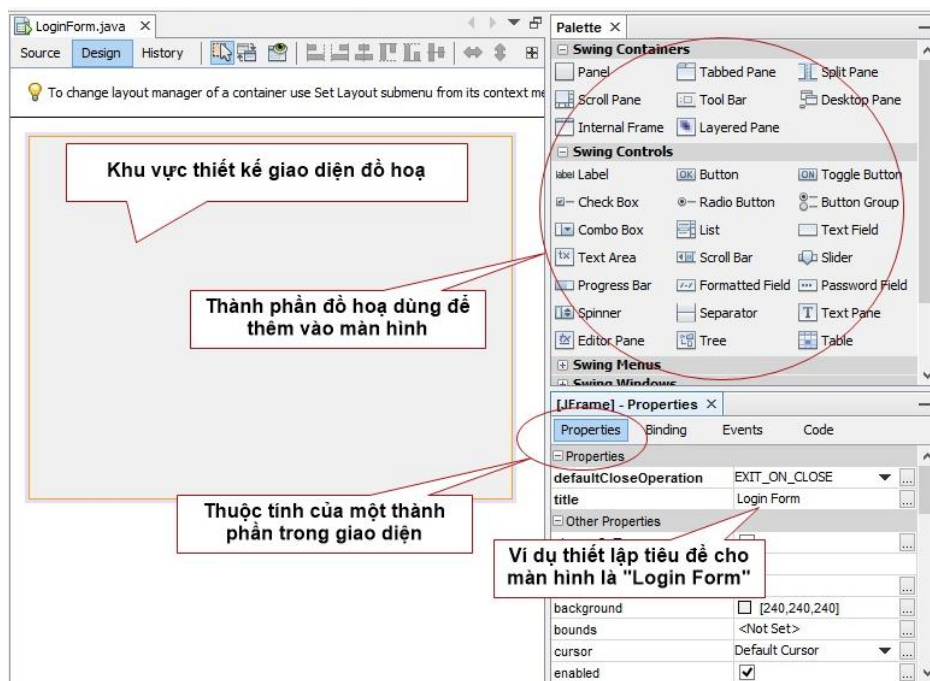 LoginForm.java
Source Design History
To change layout manager of a container use Set Layout submenu from its context me
Khu vực thiết kế giao diện đồ hoạ
Thành phần đồ hoạ dùng để
thêm vào màn hình
Thuộc tính của một thành
phần trong giao diện
Palette
Swing Containers
Panel Tabbed Pane Split Pane
Scroll Pane Tool Bar Desktop Pane
Internal Frame Layered Pane
Swing Controls
label Label OK Button ON Toggle Button
Check Box Radio Button Button Group
Combo Box List Text Field
tx Text Area Scroll Bar Slider
Progress Bar Formatted Field Password Field
Spinner Separator T Text Pane
Editor Pane Tree Table
Swing Menus
Swing Windows
[JFrame] - Properties
Properties Binding Events Code
Properties
defaultCloseOperation EXIT_ON_CLOSE ...
title Login Form ...
Other Properties
Ví dụ thiết lập tiêu đề cho
màn hình là "Login Form"
background [240,240,240] ...
bounds <Not Set> ...
cursor Default Cursor ...
enabled ...